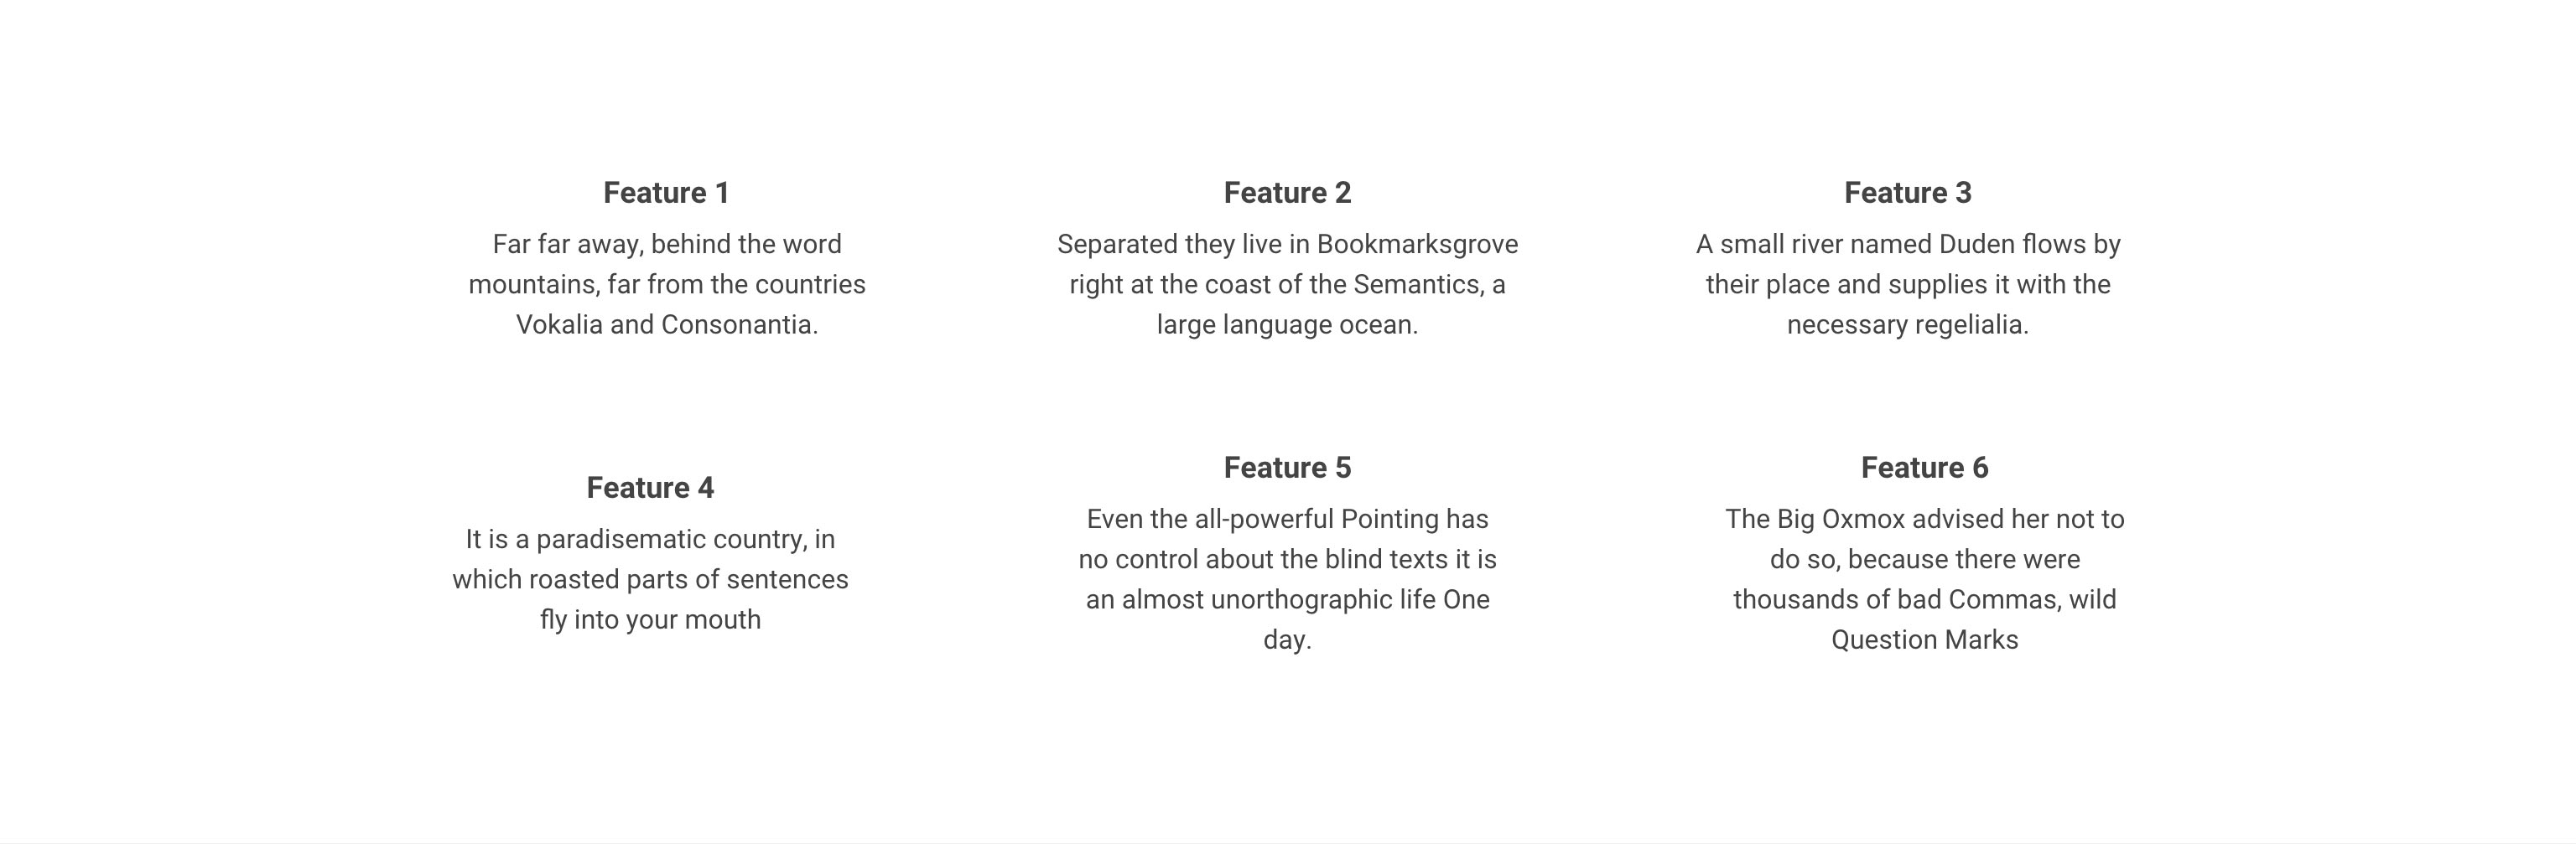 Feature 1
Far far away, behind the word
mountains, far from the countries
Vokalia and Consonantia.
Feature 2
Separated they live in Bookmarksgrove
right at the coast of the Semantics, a
large language ocean.
Feature 3
A small river named Duden flows by
their place and supplies it with the
necessary regelialia.
Feature 4
It is a paradisematic country, in
which roasted parts of sentences
fly into your mouth
Feature 5
Even the all-powerful Pointing has
no control about the blind texts it is
an almost unorthographic life One
day.
Feature 6
The Big Oxmox advised her not to
do so, because there were
thousands of bad Commas, wild
Question Marks